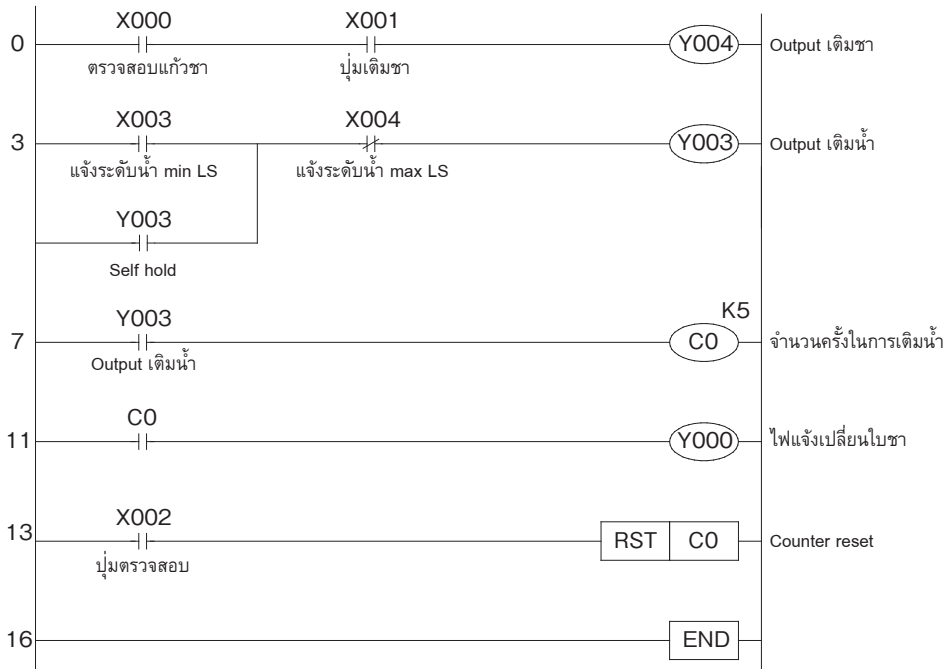 X000 X001
0 Y004 Output เติมชา
ตรวจสอบแก้วชา ปุ่มเติมชา
X003 X004
3 Y003 Output เติมน้ำ
แจ้งระดับน้ำ min LS แจ้งระดับน้ำ max LS
Y003
Self hold
Y003 K5
7 C0 จำนวนครั้งในการเติมน้ำ
Output เติมน้ำ
C0
11 Y000 ไฟแจ้งเปลี่ยนใบชา
X002
13 RST C0 Counter reset
ปุ่มตรวจสอบ
16 END